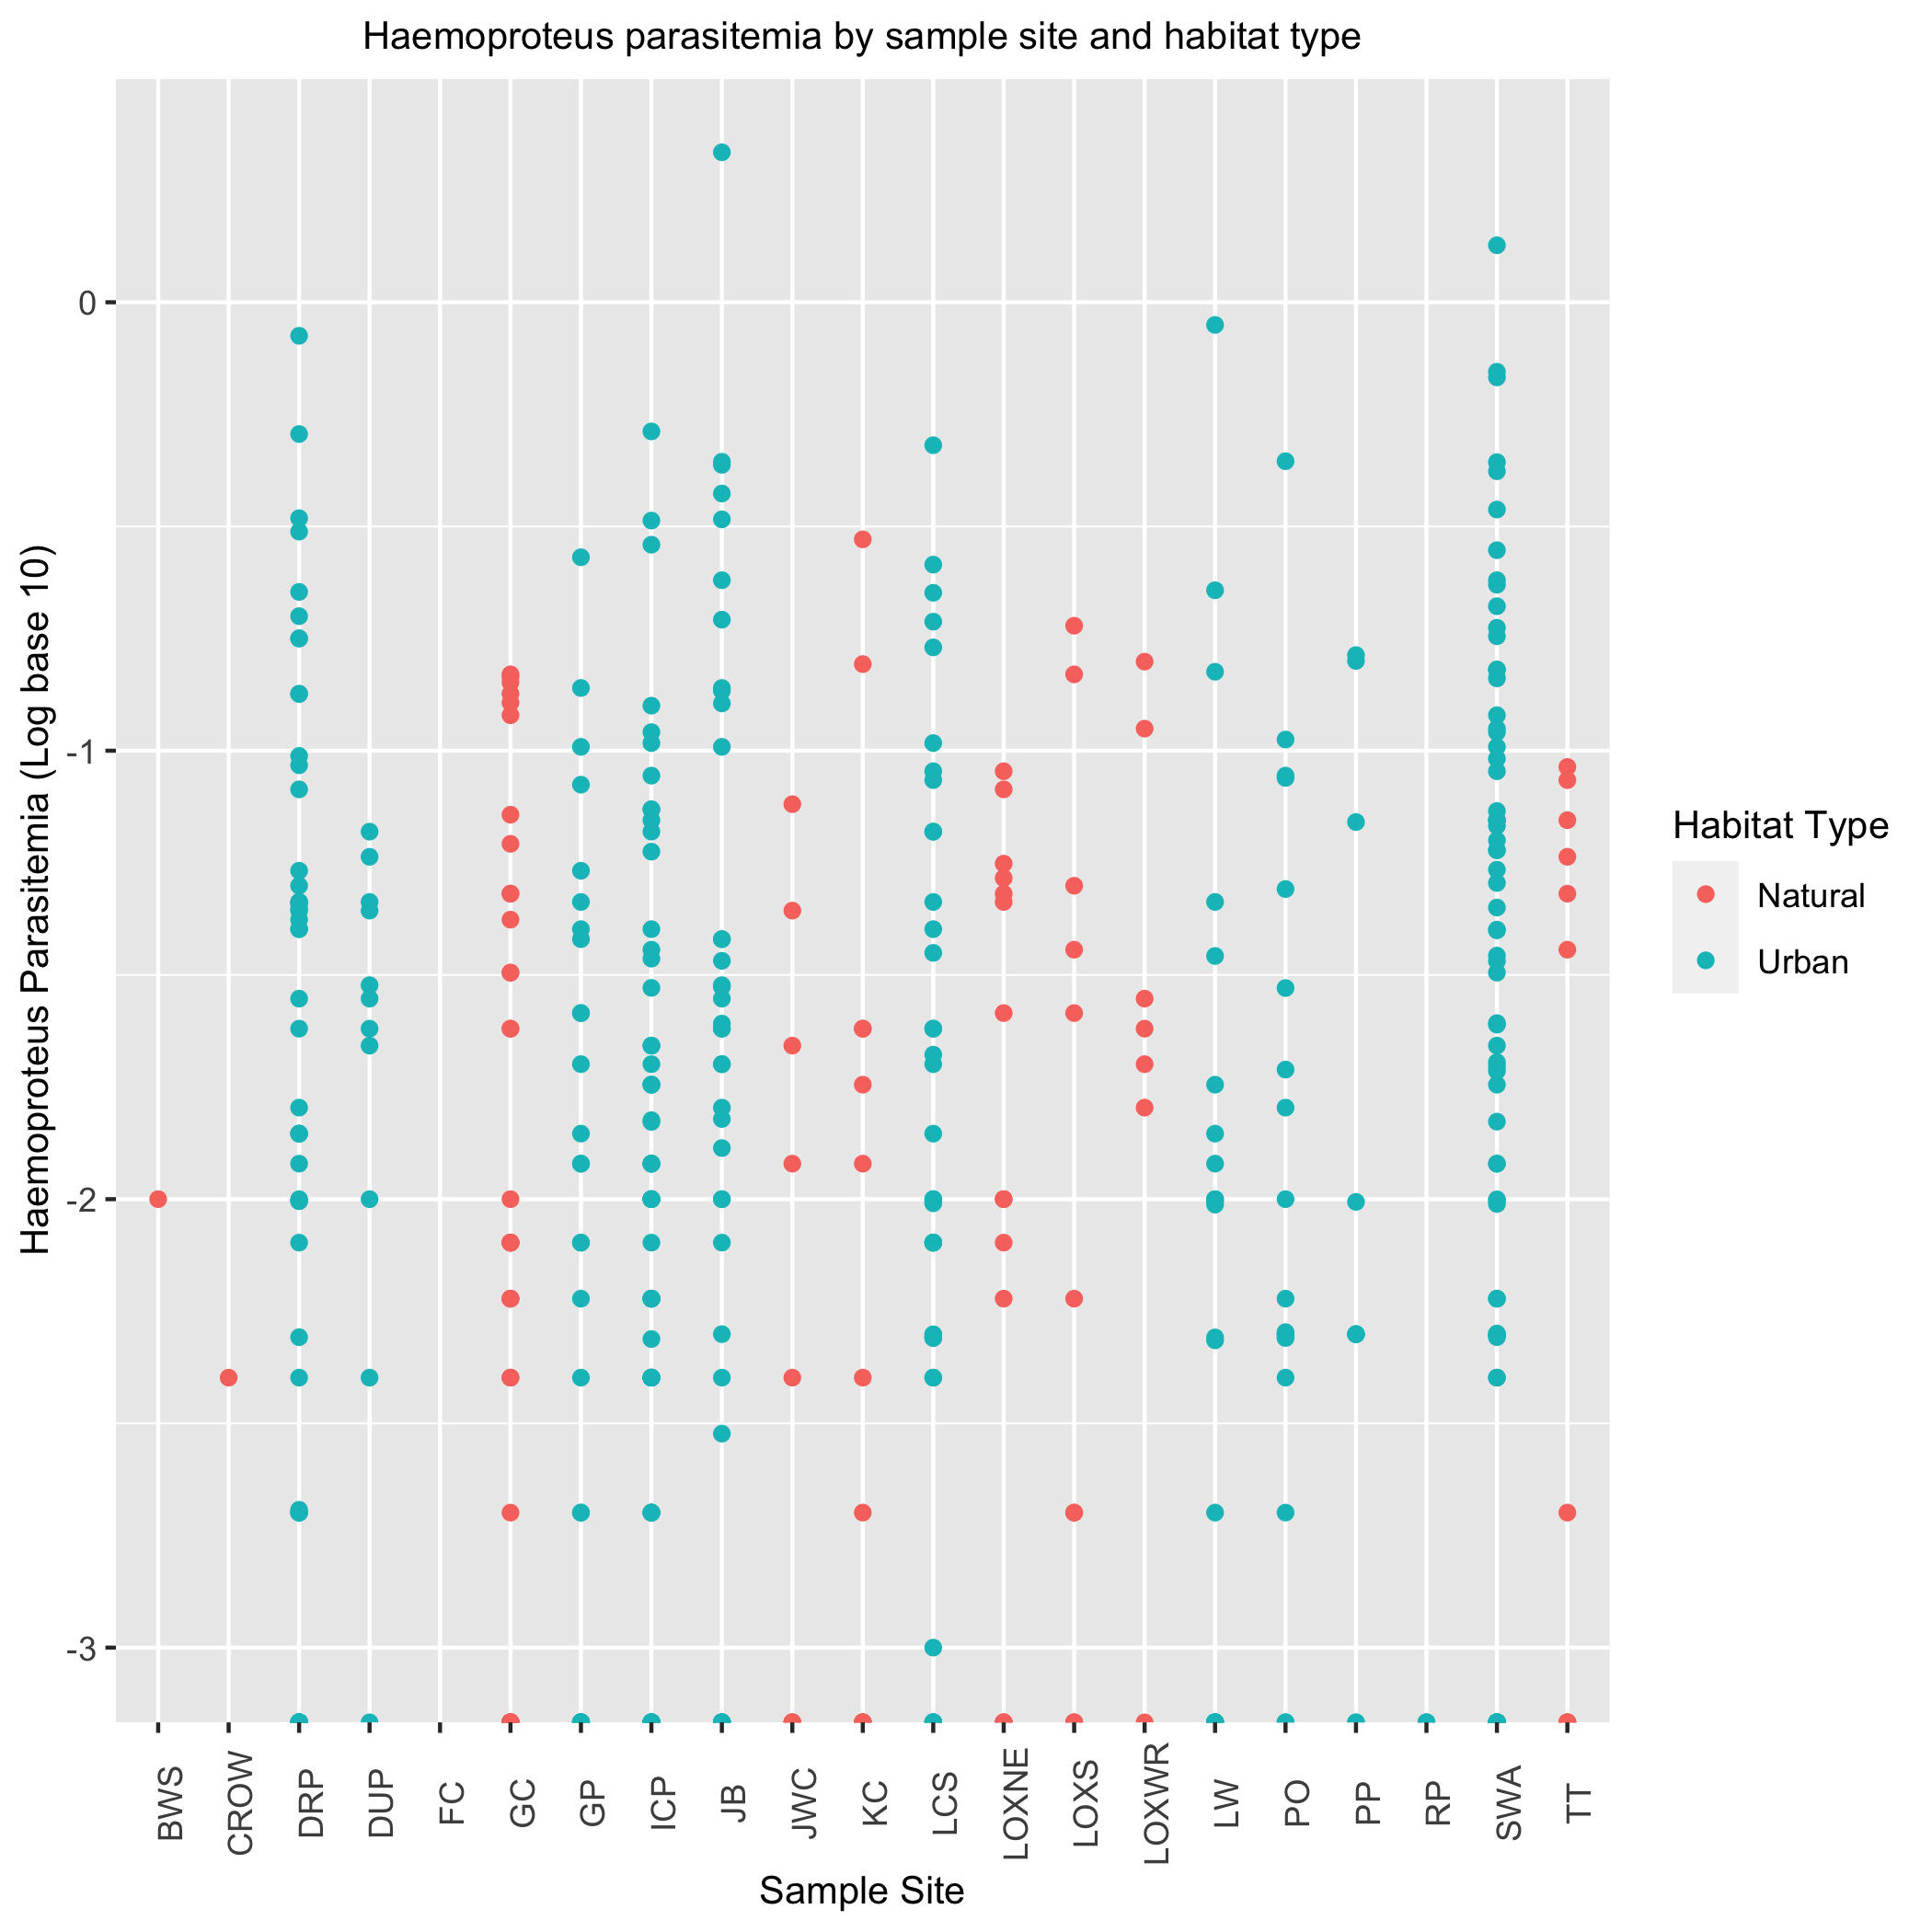 Haemoproteus parasitemia by sample site and habitat type
Haemoproteus Parasitemia (Log base 10)
0
-1
-2
-3
BWS
CROW
DRP
DUP
FC
GC
GP
ICP
JB
JWC
KC
LCS
LOXNE
LOXS
LOXWR
LW
PO
PP
RP
SWA
TT
Sample Site
Habitat Type
Natural
Urban